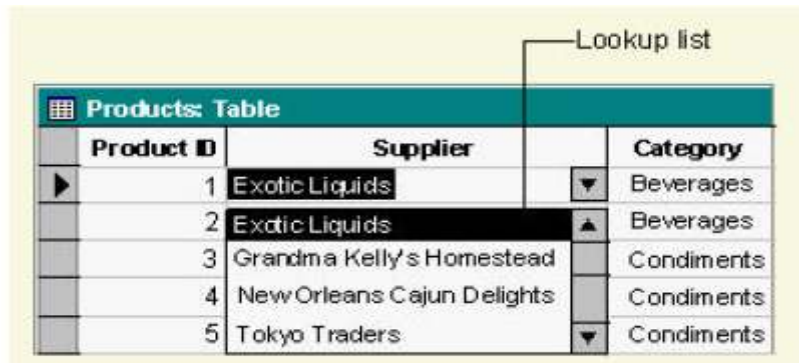 Lookup list
Products: Table
Product ID Supplier Category
1 Exotic Liquids Beverages
2 Exotic Liquids Beverages
3 Grandma Kelly's Homestead Condiments
4 New Orleans Cajun Delights Condiments
5 Tokyo Traders Condiments